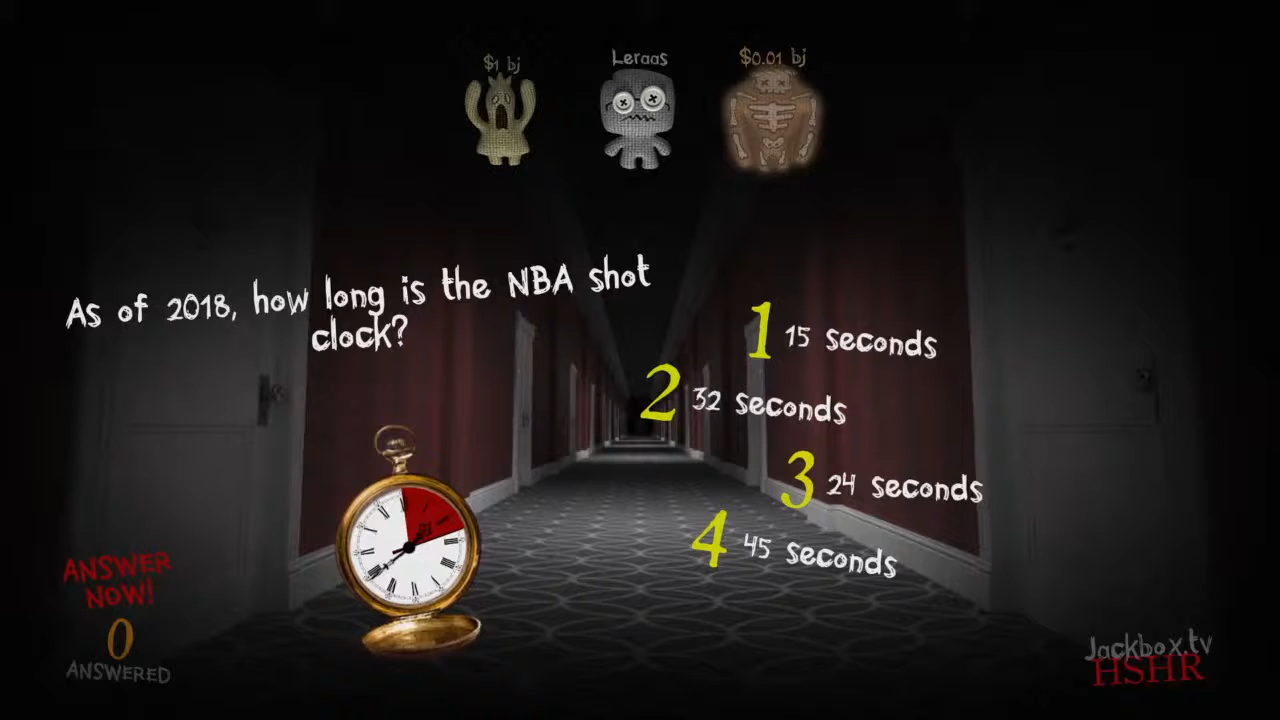 $1 bj
Leraas
$0.01 bj
As of 2018, how long is the NBA shot
clock?
1 15 seconds
2 32 seconds
3 24 seconds
4 45 seconds
ANSWER
NOW!
0
ANSWERED
Jackbox.tv
HSHR